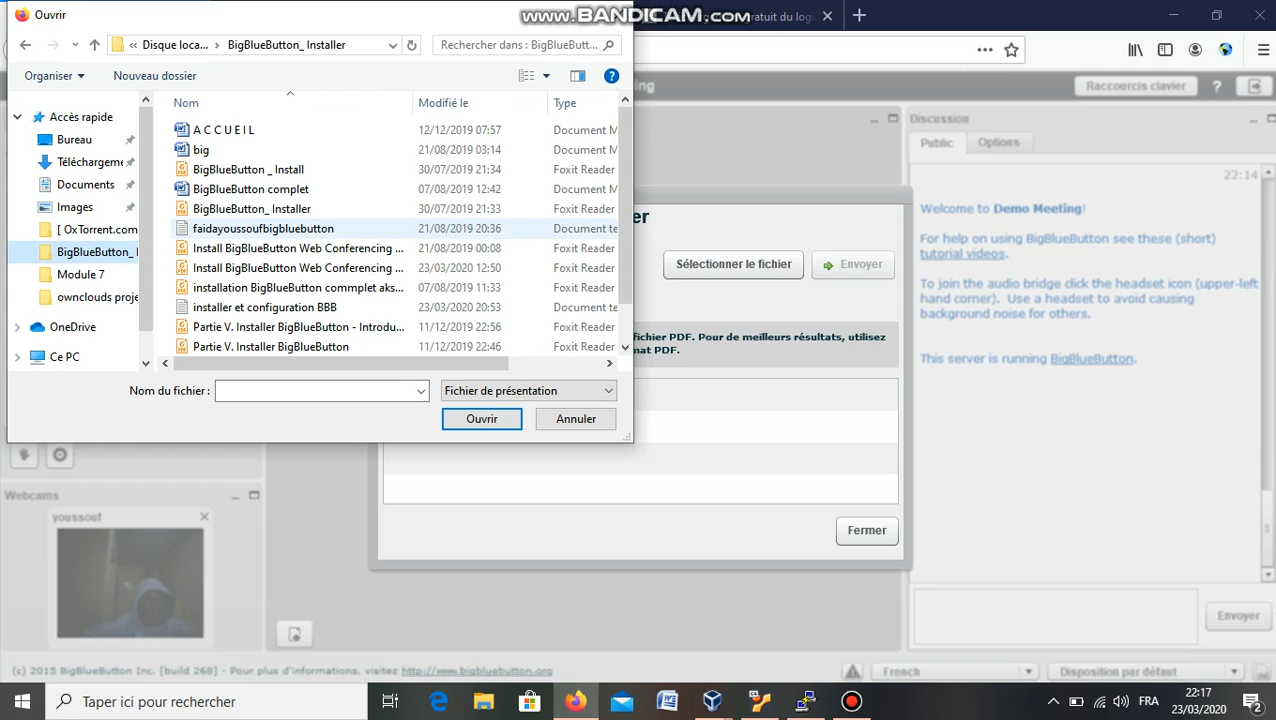 Ouvrir
www.BANDICAM.com
ratuit du logi
Disque loca...
BigBlueButton_ Installer
Rechercher dans : BigBlueButt...
Organiser
Nouveau dossier
Accès rapide
Bureau
Téléchargeme
Documents
Images
[ OxTorrent.com
BigBlueButton_ I
Module 7
ownclouds proje
OneDrive
Ce PC
Nom Modifié le Type
A C C U E I L 12/12/2019 07:57 Document M
big 21/08/2019 03:14 Document M
BigBlueButton _ Install 30/07/2019 21:34 Foxit Reader
BigBlueButton complet 07/08/2019 12:42 Document M
BigBlueButton_ Installer 30/07/2019 21:33 Foxit Reader
faidayoussoufbigbluebutton 21/08/2019 20:36 Document te
Install BigBlueButton Web Conferencing ... 21/08/2019 00:08 Foxit Reader
Install BigBlueButton Web Conferencing ... 23/03/2020 12:50 Foxit Reader
installation BigBlueButton commplet aks... 07/08/2019 11:33 Foxit Reader
installer et configuration BBB 23/03/2020 20:53 Document te
Partie V. Installer BigBlueButton - Introdu... 11/12/2019 22:56 Foxit Reader
Partie V. Installer BigBlueButton 11/12/2019 22:46 Foxit Reader
Nom du fichier :
Fichier de présentation
Ouvrir
Annuler
ng
Raccourcis clavier
?
er
Sélectionner le fichier
Envoyer
fichier PDF. Pour de meilleurs résultats, utilisez
mat PDF.
Fermer
Discussion
Public
Options
22:14
Welcome to Demo Meeting!
For help on using BigBlueButton see these (short)
tutorial videos.
To join the audio bridge click the headset icon (upper-left
hand corner). Use a headset to avoid causing
background noise for others.
This server is running BigBlueButton.
Envoyer
Webcams
youssouf
(c) 2015 BigBlueButton Inc. [build 268] - Pour plus d'informations, visitez http://www.bigbluebutton.org
French
Disposition par défaut
Taper ici pour rechercher
FRA
22:17
23/03/2020
2